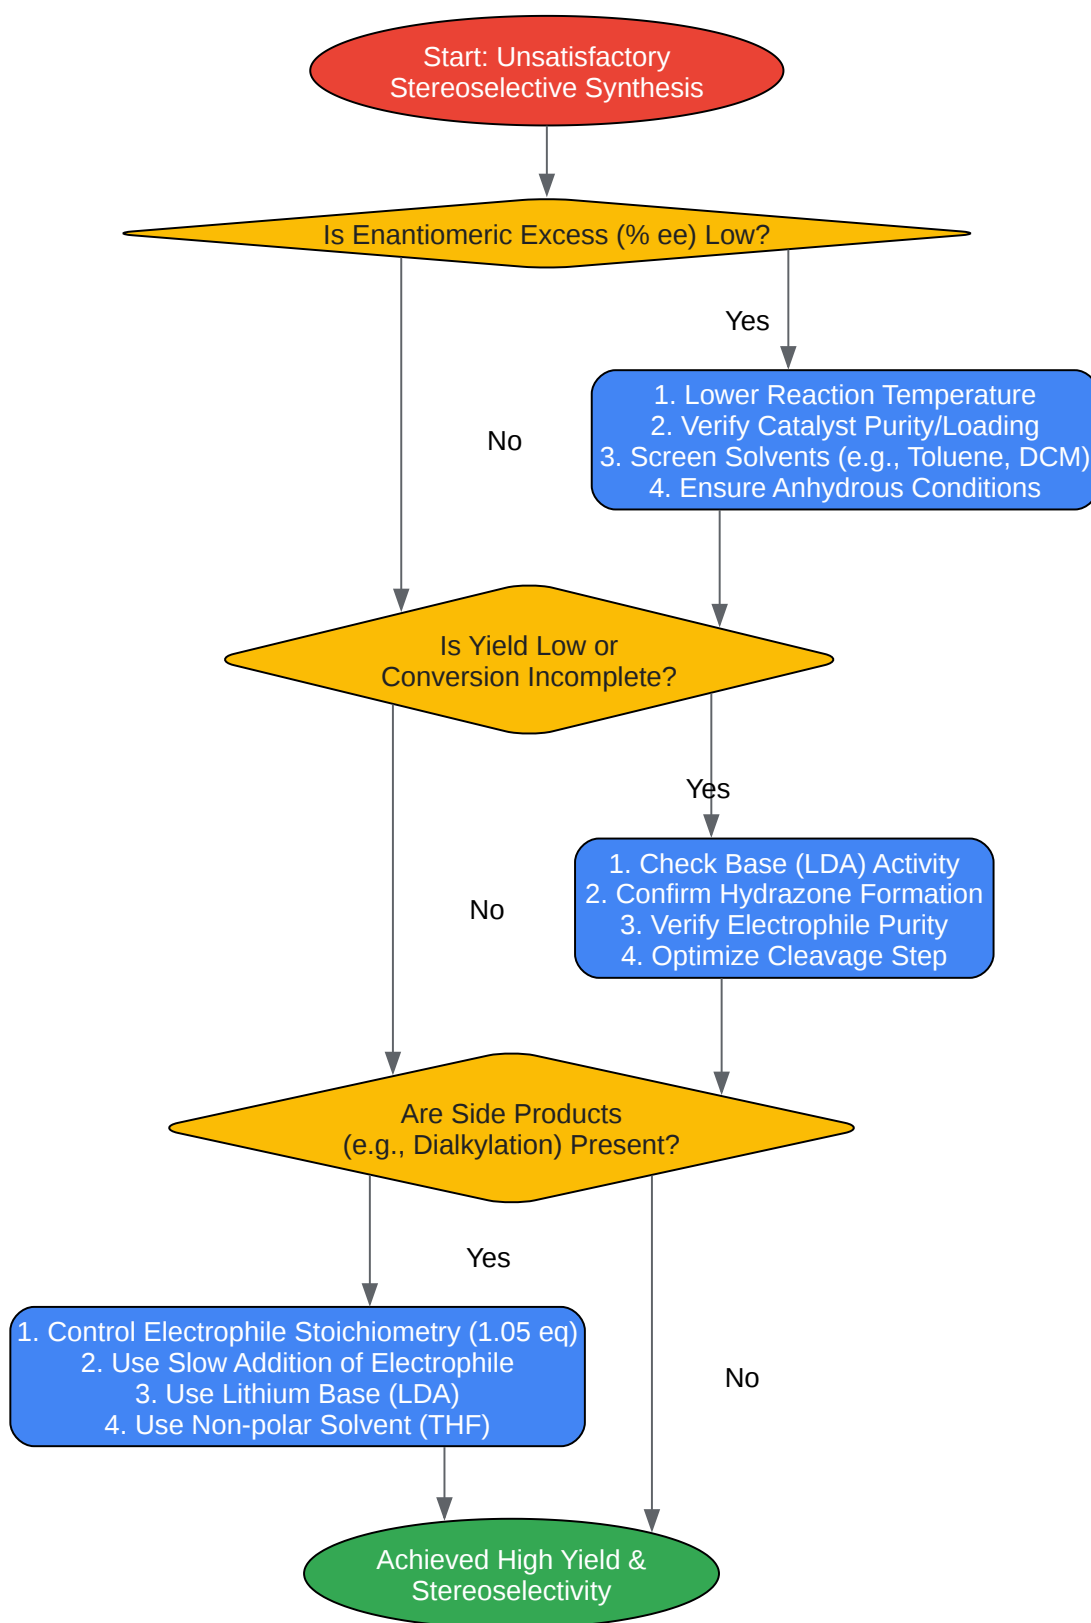 Start: Unsatisfactory
Stereoselective Synthesis
Is Enantiomeric Excess (% ee) Low?
Yes
No
1. Lower Reaction Temperature
2. Verify Catalyst Purity/Loading
3. Screen Solvents (e.g., Toluene, DCM)
4. Ensure Anhydrous Conditions
Is Yield Low or
Conversion Incomplete?
Yes
No
1. Check Base (LDA) Activity
2. Confirm Hydrazone Formation
3. Verify Electrophile Purity
4. Optimize Cleavage Step
Are Side Products
(e.g., Dialkylation) Present?
Yes
No
1. Control Electrophile Stoichiometry (1.05 eq)
2. Use Slow Addition of Electrophile
3. Use Lithium Base (LDA)
4. Use Non-polar Solvent (THF)
Achieved High Yield &
Stereoselectivity